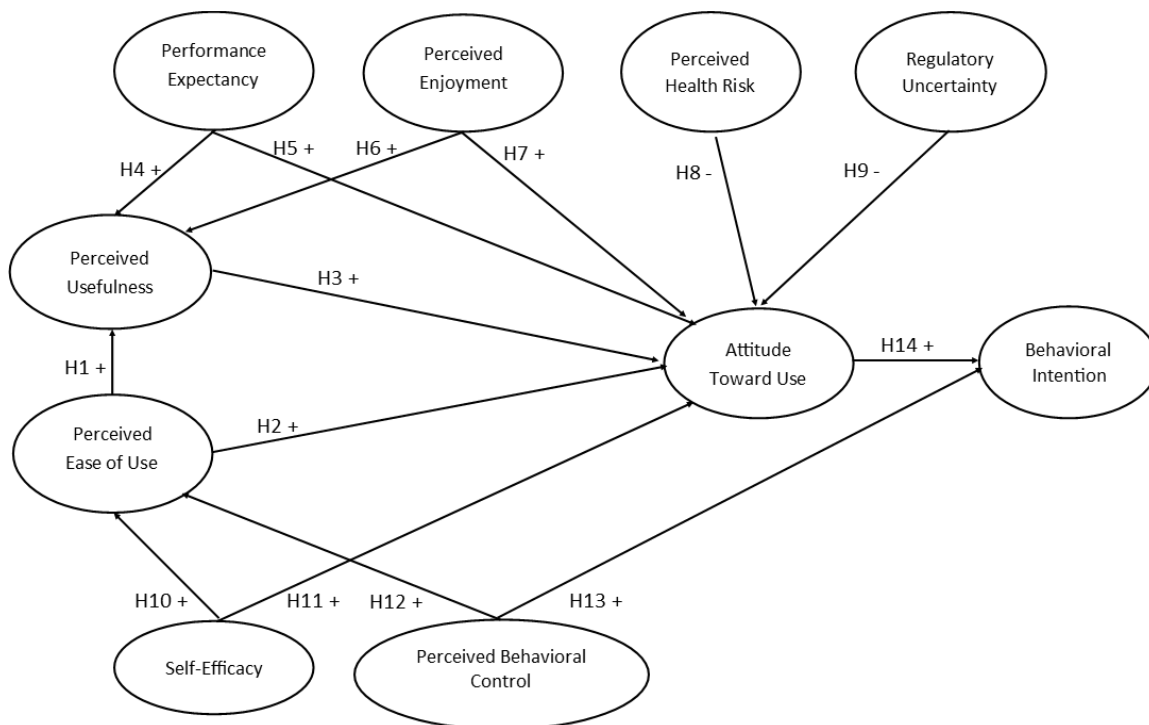 Performance
Expectancy
Perceived
Enjoyment
Perceived
Health Risk
Regulatory
Uncertainty
H4 +
H5 +
H6 +
H7 +
H8 -
H9 -
Perceived
Usefulness
H3 +
H1 +
Attitude
Toward Use
H14 +
Behavioral
Intention
Perceived
Ease of Use
H2 +
H10 +
H11 +
H12 +
H13 +
Self-Efficacy
Perceived Behavioral
Control